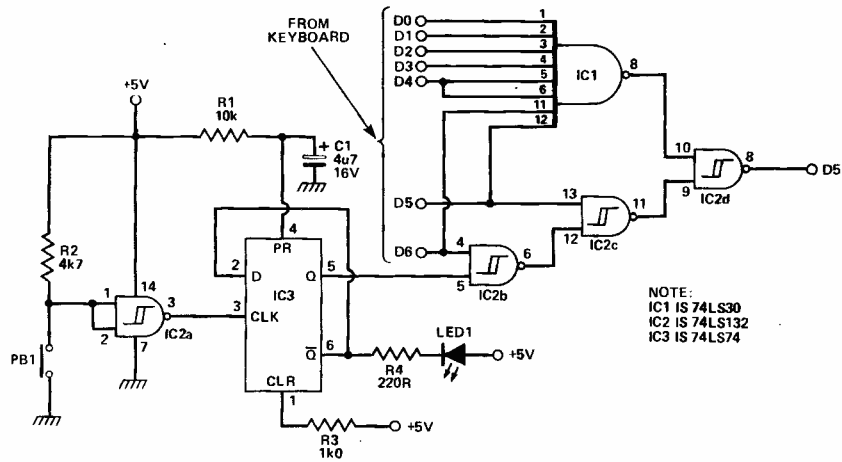 FROM
KEYBOARD
D0
D1
D2
D3
D4
1
2
3
4
5
6
11
12
IC1
8
+5V
R1
10k
+ C1
4u7
16V
10
9
8
D5
IC2d
D5
13
12
11
IC2c
D6
4
5
6
IC2b
R2
4k7
14
1
2
3
7
IC2a
PB1
4
PR
2
D
Q
5
IC3
3
CLK
Q
6
CLR
1
R4
220R
LED1
+5V
R3
1k0
+5V
NOTE:
IC1 IS 74LS30
IC2 IS 74LS132
IC3 IS 74LS74